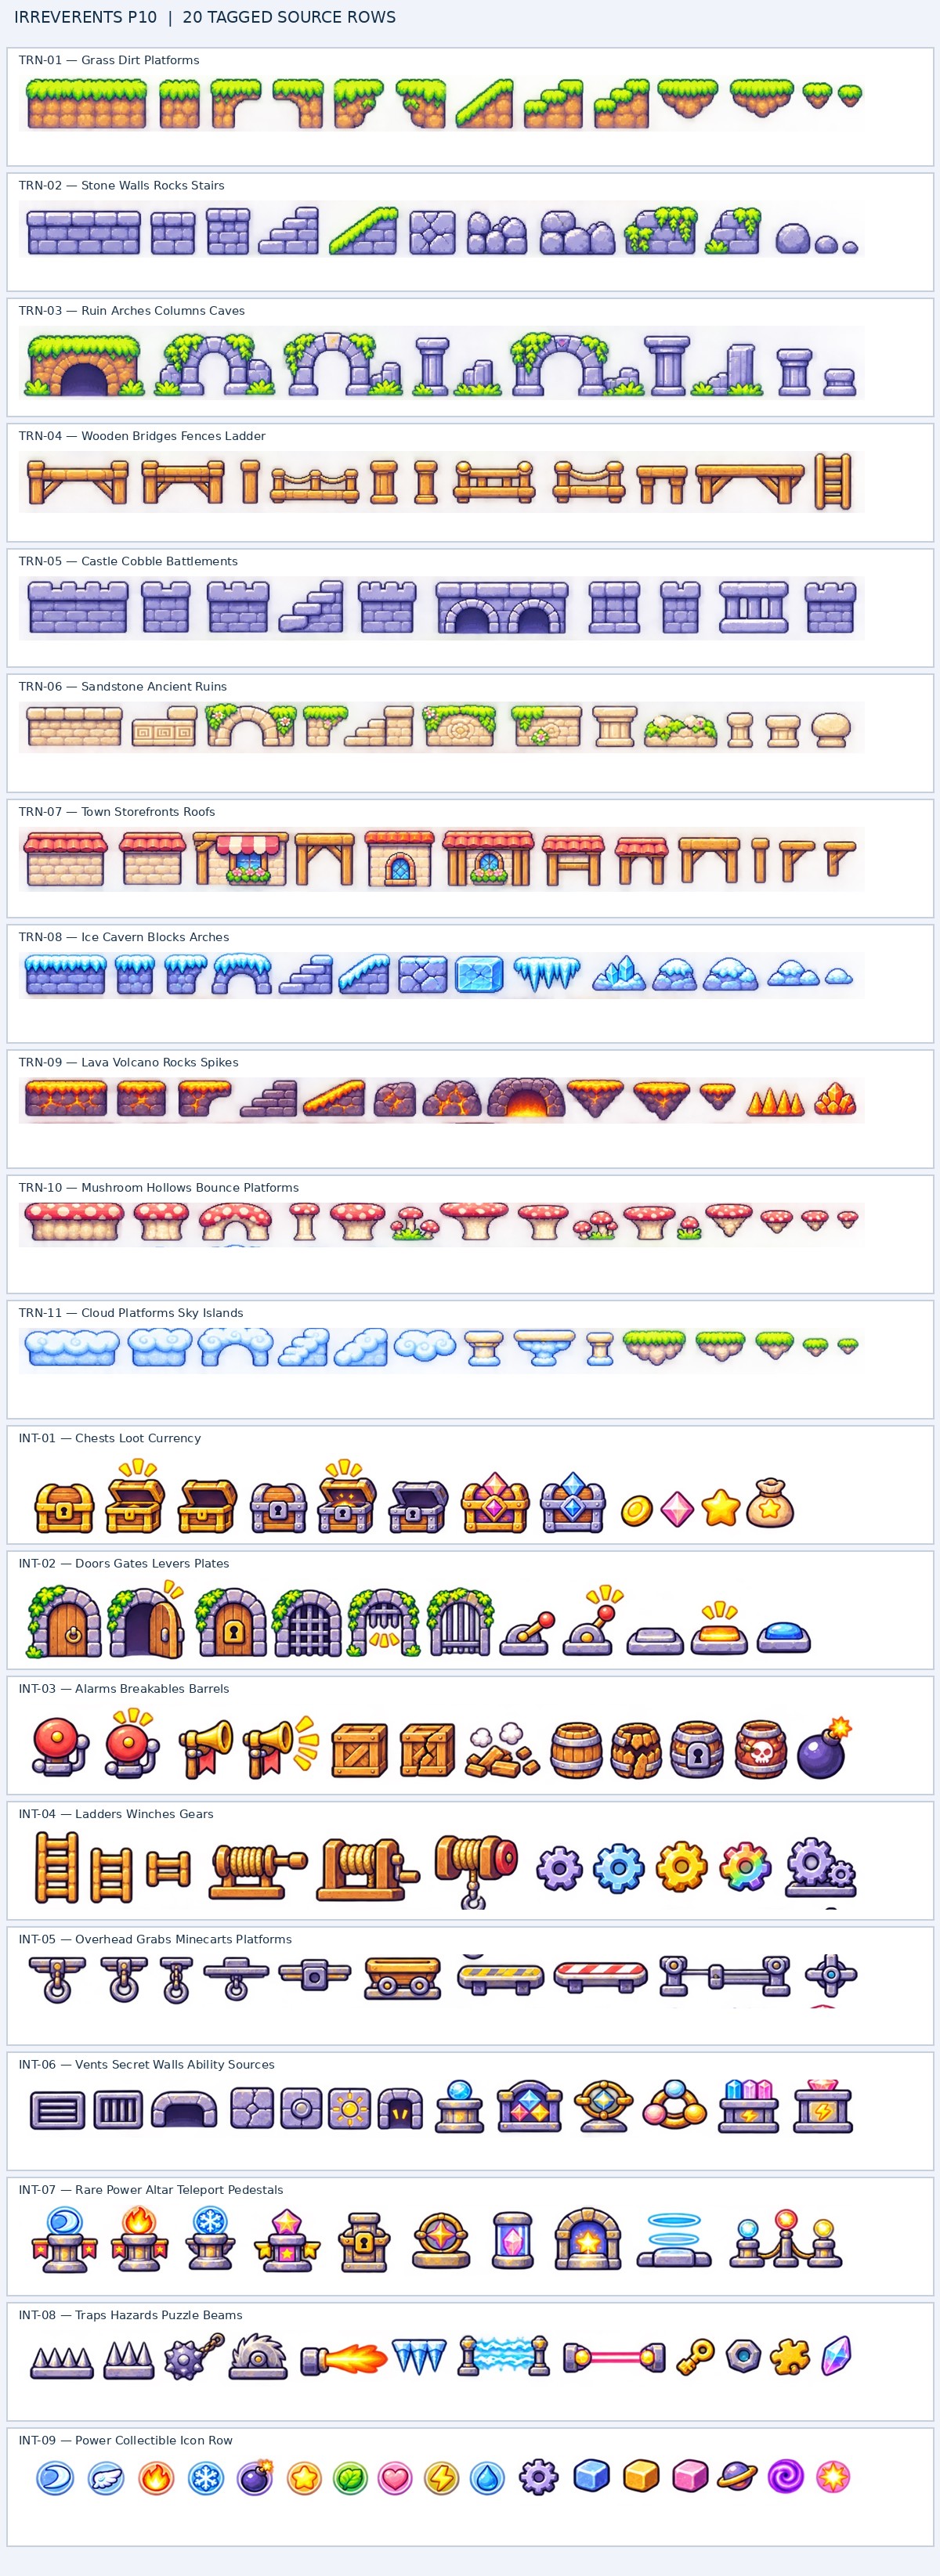 IRREVERENTS P10 | 20 TAGGED SOURCE ROWS
TRN-01 — Grass Dirt Platforms
TRN-02 — Stone Walls Rocks Stairs
TRN-03 — Ruin Arches Columns Caves
TRN-04 — Wooden Bridges Fences Ladder
TRN-05 — Castle Cobble Battlements
TRN-06 — Sandstone Ancient Ruins
TRN-07 — Town Storefronts Roofs
TRN-08 — Ice Cavern Blocks Arches
TRN-09 — Lava Volcano Rocks Spikes
TRN-10 — Mushroom Hollows Bounce Platforms
TRN-11 — Cloud Platforms Sky Islands
INT-01 — Chests Loot Currency
INT-02 — Doors Gates Levers Plates
INT-03 — Alarms Breakables Barrels
INT-04 — Ladders Winches Gears
INT-05 — Overhead Grabs Minecarts Platforms
INT-06 — Vents Secret Walls Ability Sources
INT-07 — Rare Power Altar Teleport Pedestals
INT-08 — Traps Hazards Puzzle Beams
INT-09 — Power Collectible Icon Row